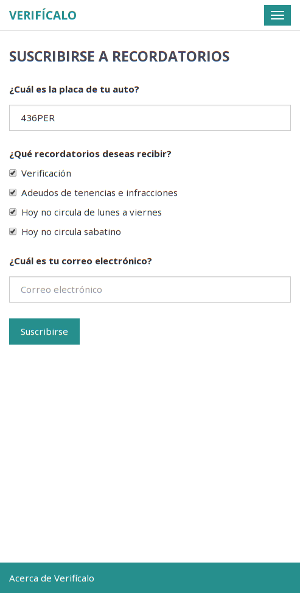 VERIFÍCALO
SUSCRIBIRSE A RECORDATORIOS
¿Cuál es la placa de tu auto?
436PER
¿Qué recordatorios deseas recibir?
Verificación
Adeudos de tenencias e infracciones
Hoy no circula de lunes a viernes
Hoy no circula sabatino
¿Cuál es tu correo electrónico?
Correo electrónico
Suscribirse
Acerca de Verifícalo